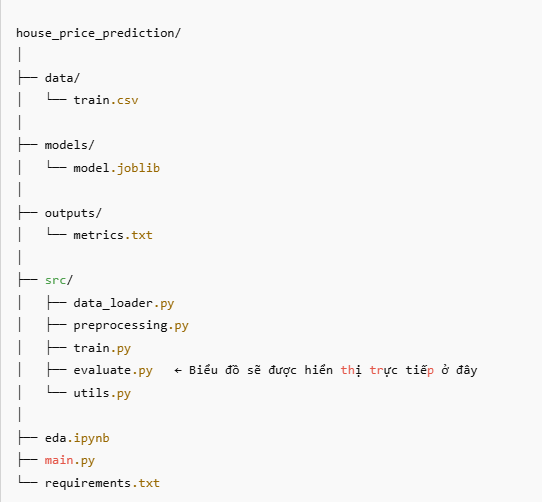 house_price_prediction/
│
├── data/
│   └── train.csv
│
├── models/
│   └── model.joblib
│
├── outputs/
│   └── metrics.txt
│
├── src/
│   ├── data_loader.py
│   ├── preprocessing.py
│   ├── train.py
│   ├── evaluate.py   ← Biểu đồ sẽ được hiển thị trực tiếp ở đây
│   └── utils.py
│
├── eda.ipynb
├── main.py
└── requirements.txt